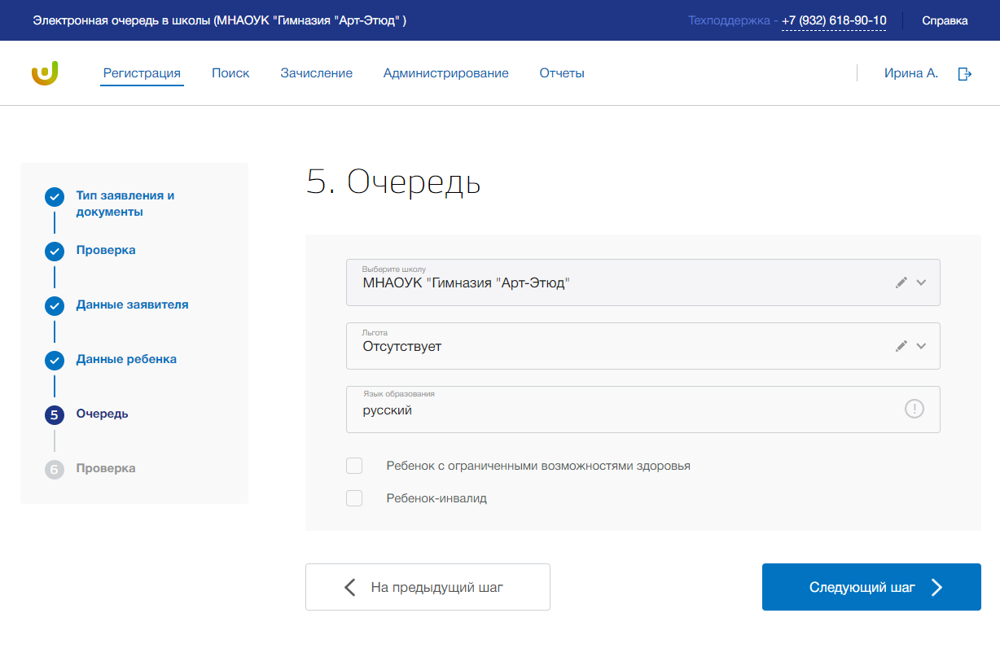 Электронная очередь в школы (МНАОУК "Гимназия "Арт-Этюд" )
Техподдержка - +7 (932) 618-90-10
Справка
Регистрация
Поиск
Зачисление
Администрирование
Отчеты
Ирина А.
Тип заявления и
документы
Проверка
Данные заявителя
Данные ребенка
5 Очередь
6 Проверка
5. Очередь
Выберите школу
МНАОУК "Гимназия "Арт-Этюд"
Льгота
Отсутствует
Язык образования
русский
Ребенок с ограниченными возможностями здоровья
Ребенок-инвалид
На предыдущий шаг
Следующий шаг